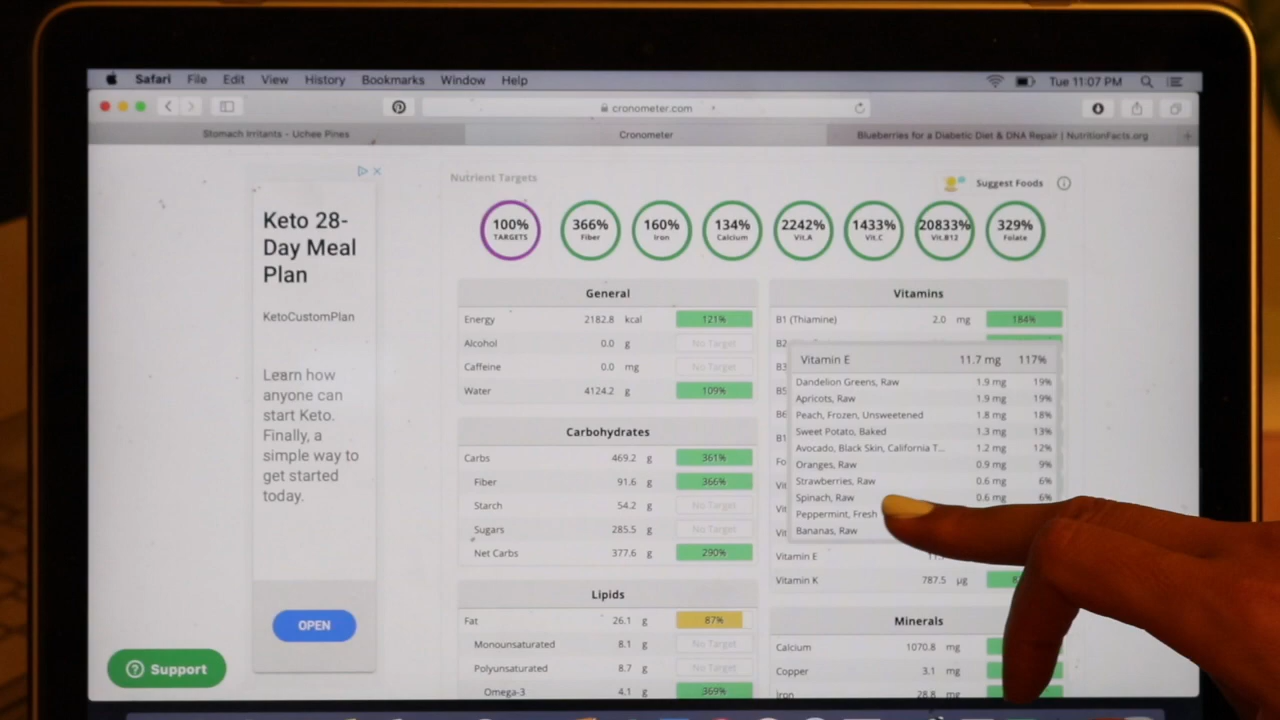 Safari File Edit View History Bookmarks Window Help Tue 11:07 PM
cronometer.com
Stomach Irritants - Uchee Pines Cronometer Blueberries for a Diabetic Diet & DNA Repair | NutritionFacts.org
Keto 28-
Day Meal
Plan
KetoCustomPlan
Learn how
anyone can
start Keto.
Finally, a
simple way to
get started
today.
OPEN
Support
Nutrient Targets Suggest Foods
100% 366% 160% 134% 2242% 1433% 20833% 329%
TARGETS Fiber Iron Calcium Vit.A Vit.C Vit.B12 Folate
General
Energy 2182.8 kcal 121%
Alcohol 0.0 g No Target
Caffeine 0.0 mg No Target
Water 4124.2 g 109%
Carbohydrates
Carbs 469.2 g 361%
Fiber 91.6 g 366%
Starch 54.2 g No Target
Sugars 285.5 g No Target
Net Carbs 377.6 g 290%
Lipids
Fat 26.1 g 87%
Monounsaturated 8.1 g No Target
Polyunsaturated 8.7 g No Target
Omega-3 4.1 g 369%
Vitamins
B1 (Thiamine) 2.0 mg 184%
B2
B3
B5
B6
Vitamin E 11.7 mg 117%
Dandelion Greens, Raw 1.9 mg 19%
Apricots, Raw 1.9 mg 19%
Peach, Frozen, Unsweetened 1.8 mg 18%
Sweet Potato, Baked 1.3 mg 13%
Avocado, Black Skin, California T... 1.2 mg 12%
Oranges, Raw 0.9 mg 9%
Strawberries, Raw 0.6 mg 6%
Spinach, Raw 0.6 mg 6%
Peppermint, Fresh
Bananas, Raw
Vitamin E
Vitamin K 787.5 µg
Minerals
Calcium 1070.8 mg
Copper 3.1 mg
Iron 28.8 mg